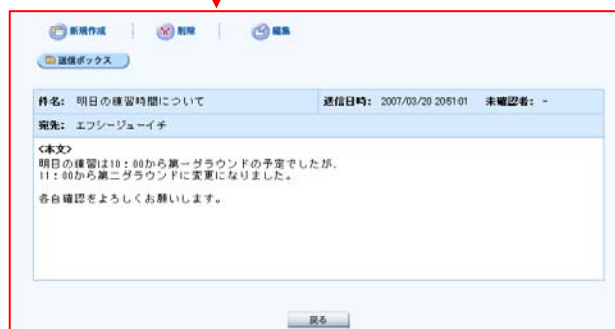 新規作成 削除 編集
送信ボックス
件名: 明日の練習時間について 送信日時: 2007/03/20 20:51:01 未確認者: -
宛先: エフシージューイチ
<本文>
明日の練習は10:00から第一グラウンドの予定でしたが、
11:00から第二グラウンドに変更になりました。
各自確認をよろしくお願いします。
戻る